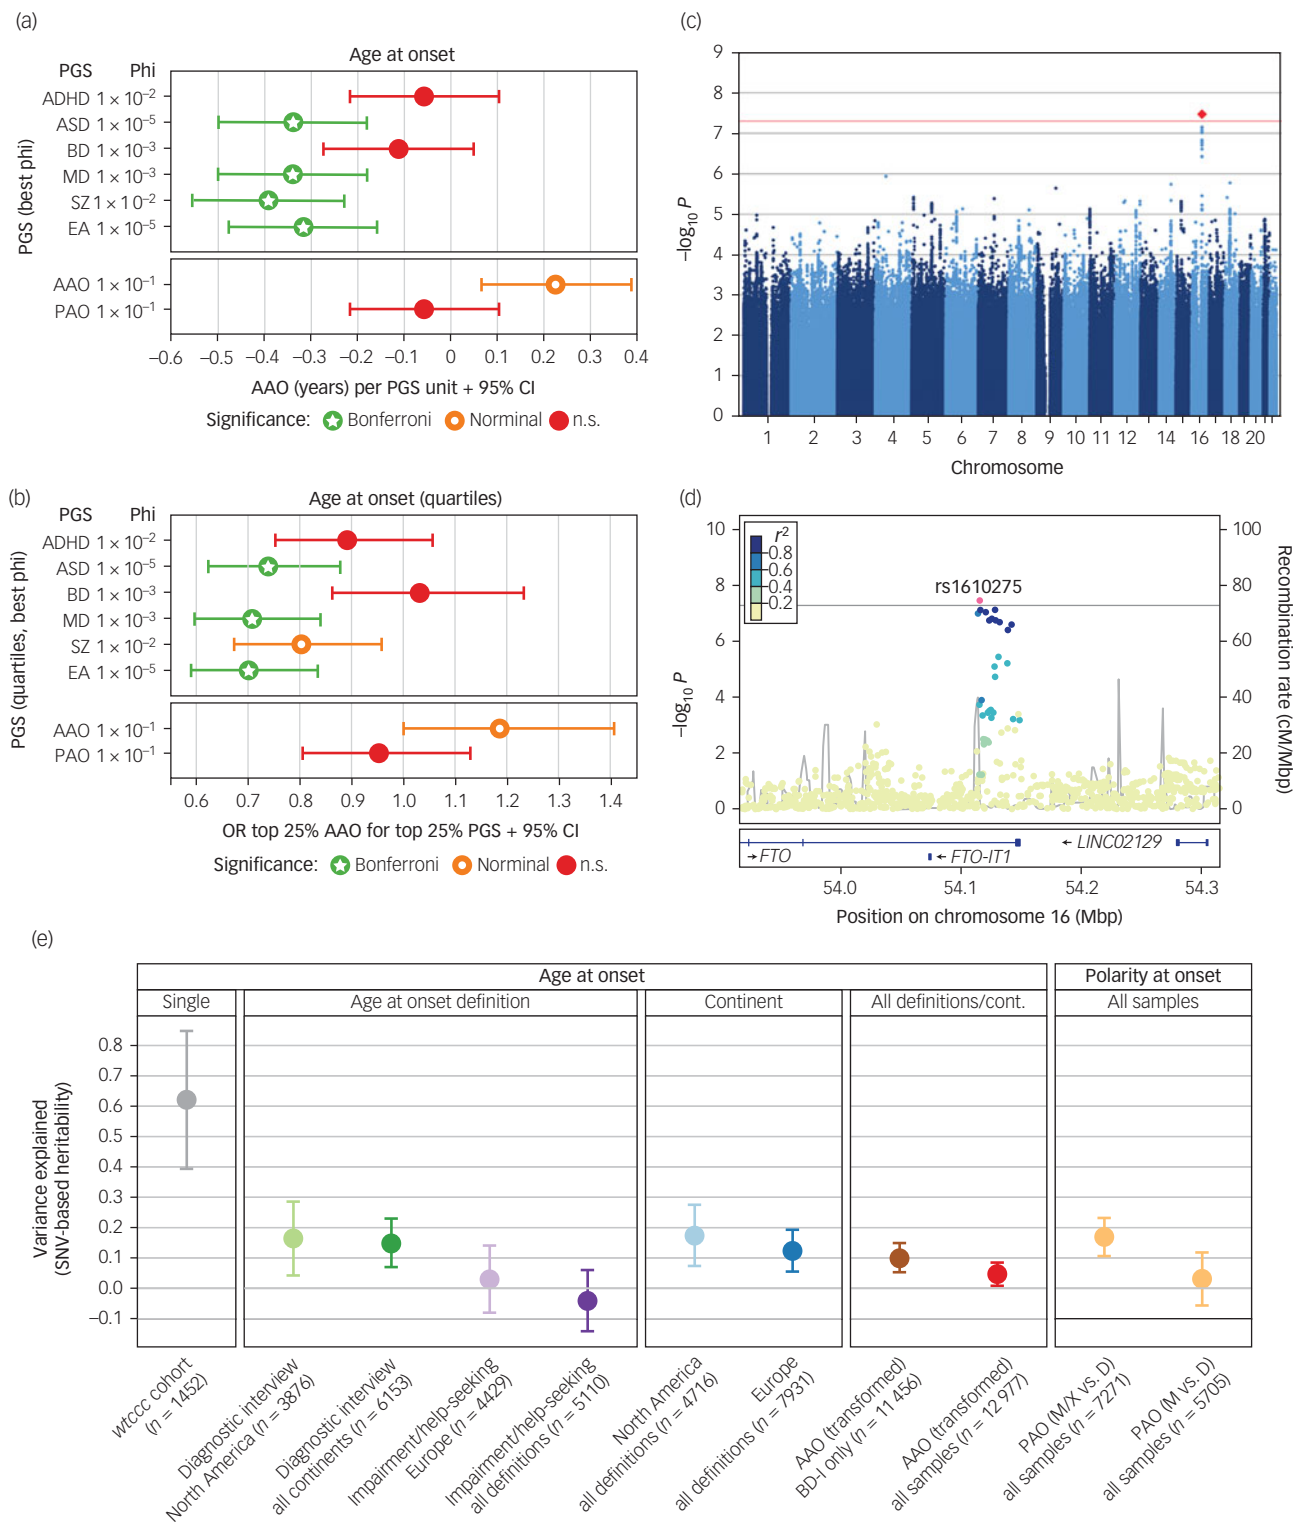 (a)
Age at onset
PGS Phi
ADHD 1 × 10⁻²
ASD 1 × 10⁻⁵
BD 1 × 10⁻³
MD 1 × 10⁻³
SZ 1 × 10⁻²
EA 1 × 10⁻⁵
AAO 1 × 10⁻¹
PAO 1 × 10⁻¹
PGS (best phi)
–0.6 –0.5 –0.4 –0.3 –0.2 –0.1 0 0.1 0.2 0.3 0.4
AAO (years) per PGS unit + 95% CI
Significance: Bonferroni Norminal n.s.
(b)
Age at onset (quartiles)
PGS Phi
ADHD 1 × 10⁻²
ASD 1 × 10⁻⁵
BD 1 × 10⁻³
MD 1 × 10⁻³
SZ 1 × 10⁻²
EA 1 × 10⁻⁵
AAO 1 × 10⁻¹
PAO 1 × 10⁻¹
PGS (quartiles, best phi)
0.6 0.7 0.8 0.9 1.0 1.1 1.2 1.3 1.4
OR top 25% AAO for top 25% PGS + 95% CI
Significance: Bonferroni Norminal n.s.
(c)
9
8
7
6
5
4
3
2
1
0
–log₁₀ P
1 2 3 4 5 6 7 8 9 10 11 12 14 16 18 20
Chromosome
(d)
10
8
6
4
2
0
–log₁₀ P
r²
0.8
0.6
0.4
0.2
rs1610275
100
80
60
40
20
0
Recombination rate (cM/Mbp)
→FTO
←FTO-IT1
← LINC02129
54.0 54.1 54.2 54.3
Position on chromosome 16 (Mbp)
(e)
Age at onset
Polarity at onset
Single
Age at onset definition
Continent
All definitions/cont.
All samples
0.8
0.7
0.6
0.5
0.4
0.3
0.2
0.1
0.0
–0.1
Variance explained
(SNV-based heritability)
wtccc cohort
(n = 1452)
Diagnostic interview
North America (n = 3876)
Diagnostic interview
all continents (n = 6153)
Impairment/help-seeking
Europe (n = 4429)
Impairment/help-seeking
all definitions (n = 5110)
North America
all definitions (n = 4716)
Europe
all definitions (n = 7931)
AAO (transformed)
BD-I only (n = 11 456)
AAO (transformed)
all samples (n = 12 977)
PAO (M/X vs. D)
all samples (n = 7271)
PAO (M vs. D)
all samples (n = 5705)